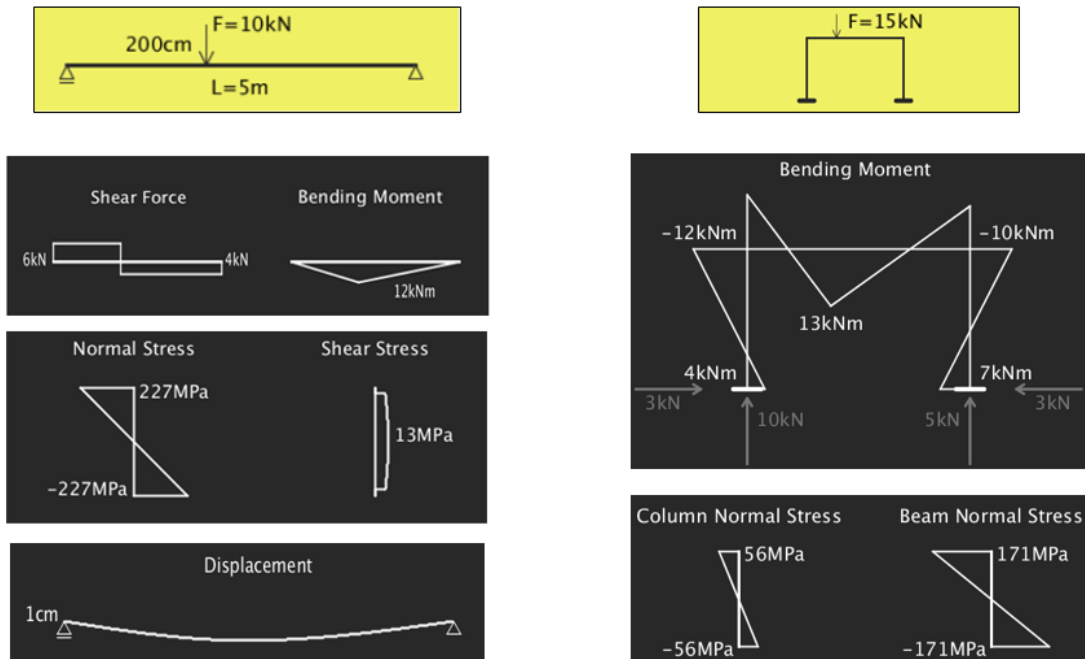 F=10kN
200cm
L=5m
Shear Force
Bending Moment
6kN
4kN
12kNm
Normal Stress
Shear Stress
227MPa
13MPa
-227MPa
Displacement
1cm
F=15kN
Bending Moment
-12kNm
-10kNm
13kNm
4kNm
7kNm
3kN
10kN
5kN
3kN
Column Normal Stress
Beam Normal Stress
56MPa
171MPa
-56MPa
-171MPa